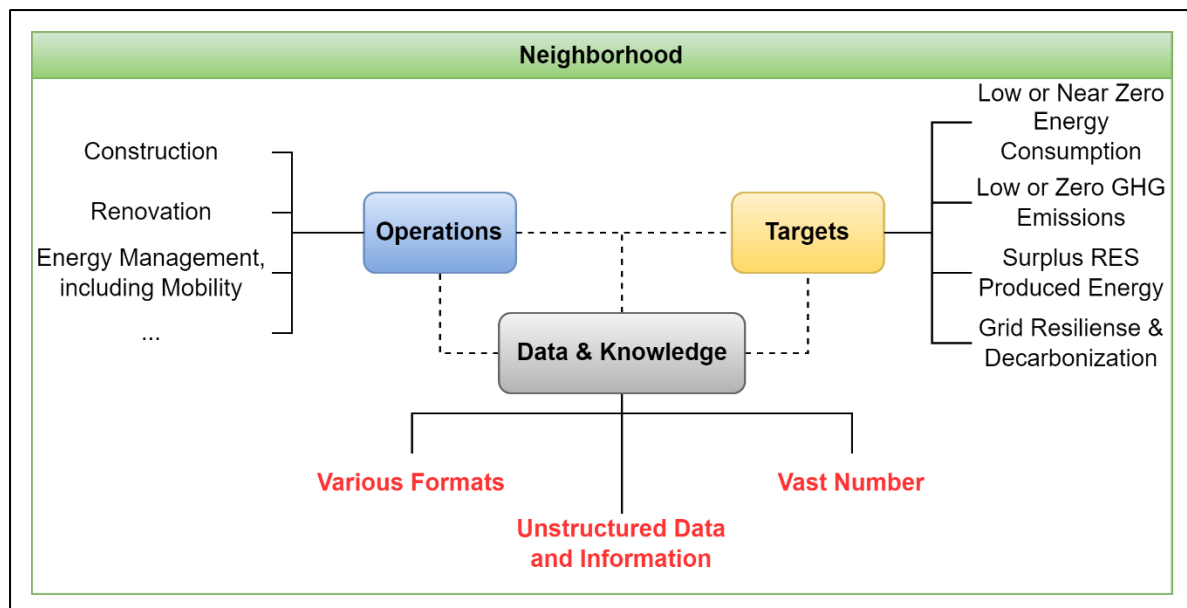 Neighborhood
Construction
Renovation
Energy Management,
including Mobility
...
Operations
Targets
Data & Knowledge
Low or Near Zero
Energy
Consumption
Low or Zero GHG
Emissions
Surplus RES
Produced Energy
Grid Resiliense &
Decarbonization
Various Formats
Unstructured Data
and Information
Vast Number